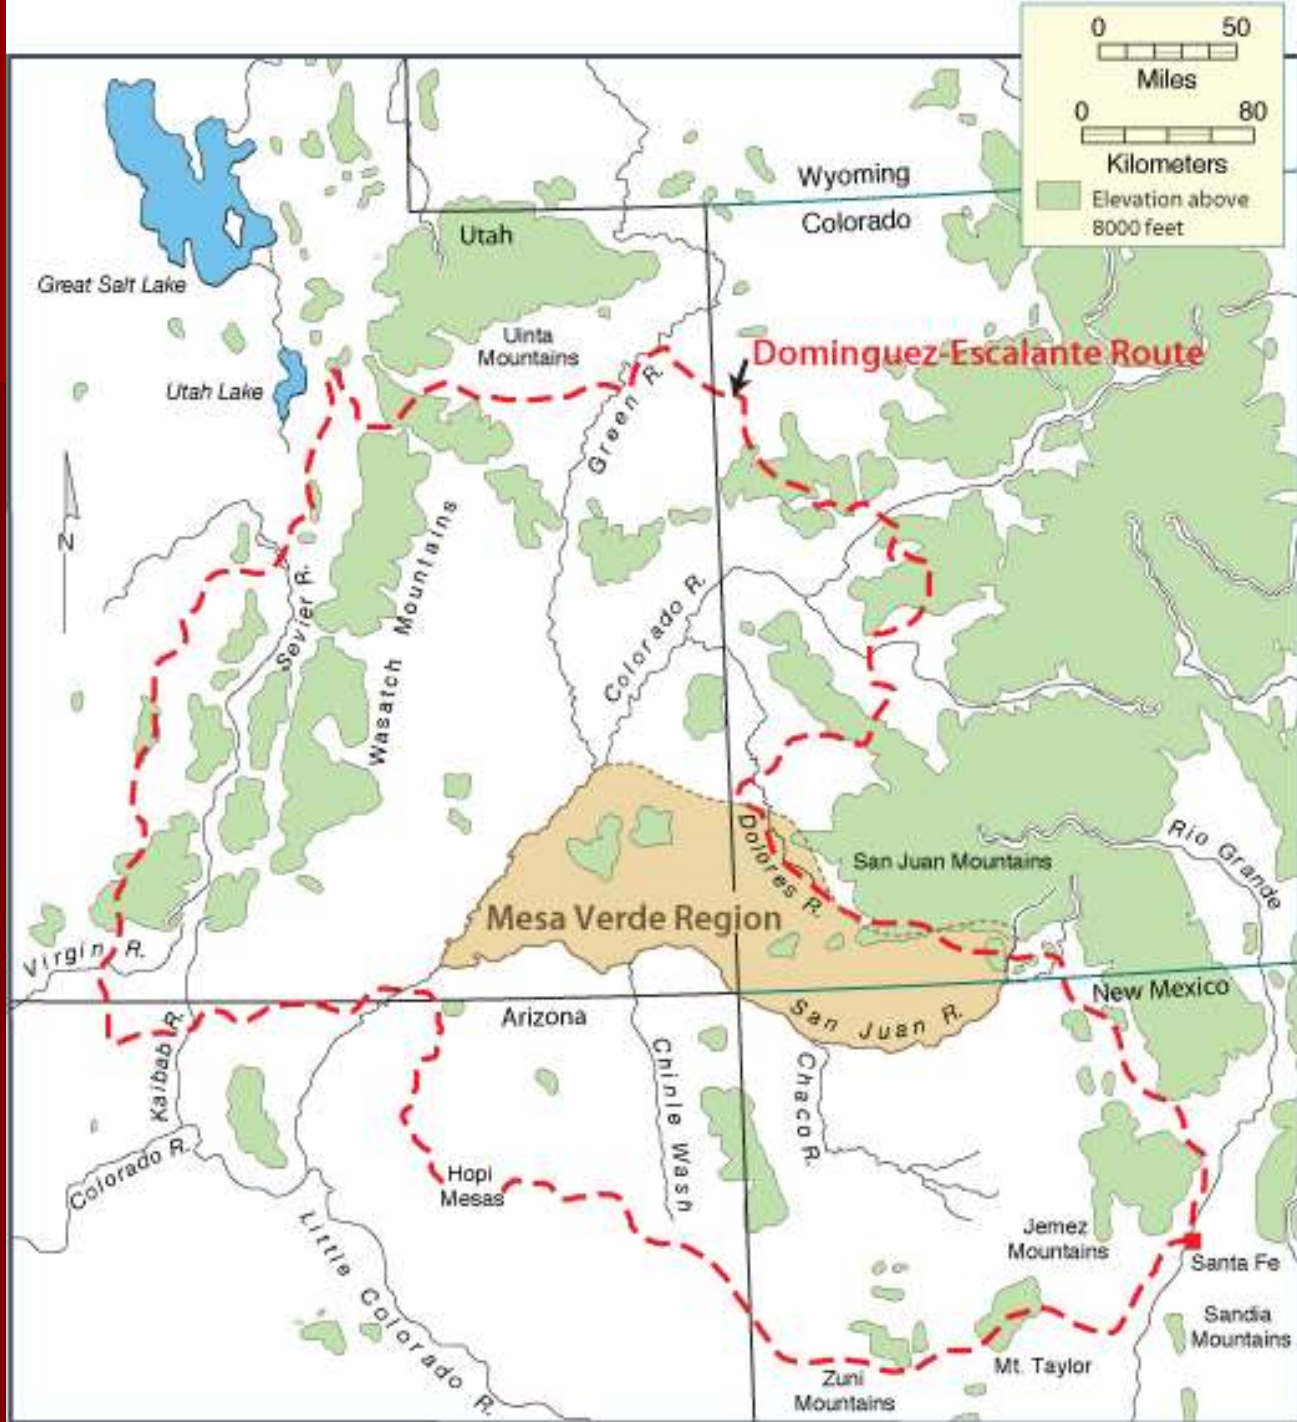 0 50
Miles
0 80
Kilometers
Elevation above
8000 feet
Wyoming
Colorado
Utah
Great Salt Lake
Uinta
Mountains
Dominguez-Escalante Route
Utah Lake
Green R.
N
Wasatch Mountains
Sevier R.
Colorado R.
Dolores R.
San Juan Mountains
Rio Grande
Mesa Verde Region
Virgin R.
New Mexico
Arizona
San Juan R.
Kaibab R.
Chinle Wash
Chaco R.
Colorado R.
Hopi
Mesas
Little Colorado R.
Jemez
Mountains
Santa Fe
Sandia
Mountains
Mt. Taylor
Zuni
Mountains